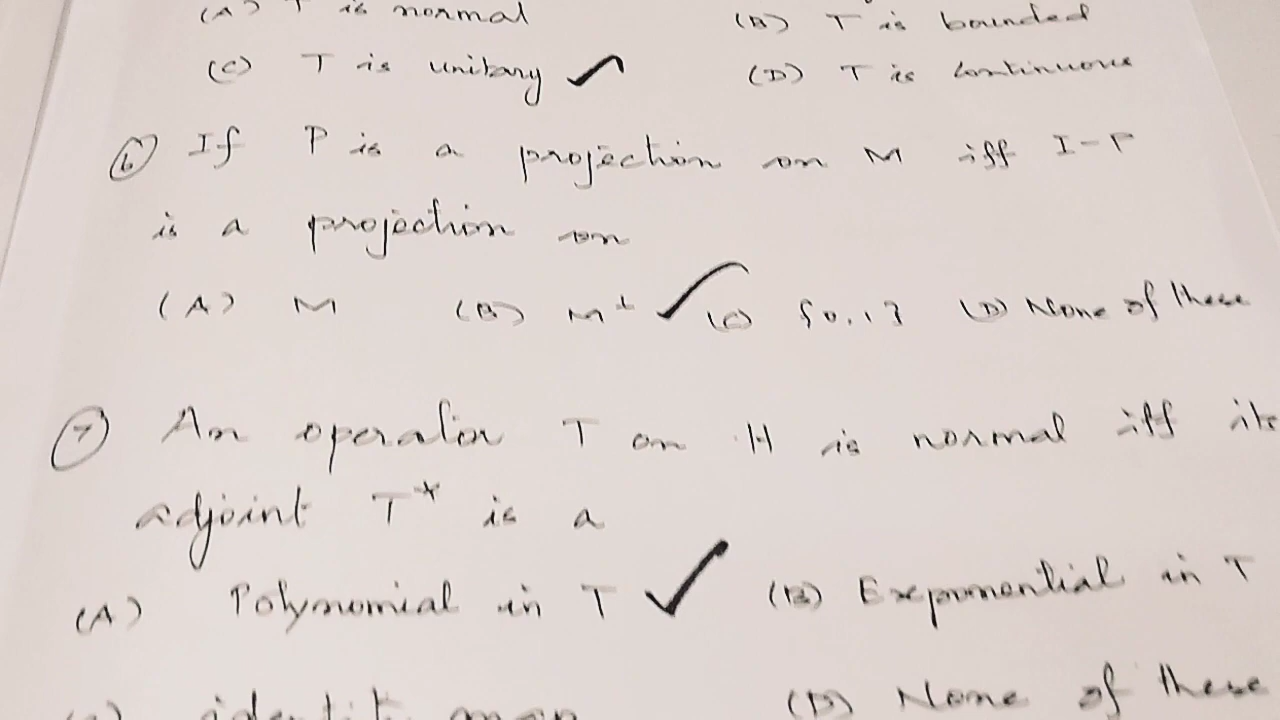 (A) T is normal (B) T is bounded
(C) T is unitary (D) T is continuous
(6) If P is a projection on M iff I-P
is a projection on
(A) M (B) M⊥ (C) {0,1} (D) None of these
(7) An operator T on H is normal iff its
adjoint T* is a
(A) Polynomial in T (B) Exponential in T
identity map (D) None of these